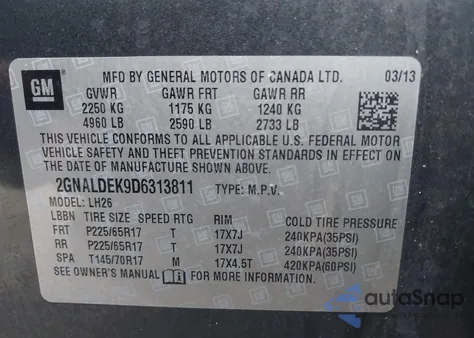 GM
MFD BY GENERAL MOTORS OF CANADA LTD. 03/13
GVWR GAWR FRT GAWR RR
2250 KG 1175 KG 1240 KG
4960 LB 2590 LB 2733 LB
THIS VEHICLE CONFORMS TO ALL APPLICABLE U.S. FEDERAL MOTOR
VEHICLE SAFETY AND THEFT PREVENTION STANDARDS IN EFFECT ON
THE DATE OF MANUFACTURE SHOWN ABOVE.
2GNALDEK9D6313811 TYPE: M.P.V.
MODEL: LH26
LBBN TIRE SIZE SPEED RTG RIM COLD TIRE PRESSURE
FRT P225/65R17 T 17X7J 240KPA(35PSI)
RR P225/65R17 T 17X7J 240KPA(35PSI)
SPA T145/70R17 M 17X4.5T 420KPA(60PSI)
SEE OWNER'S MANUAL FOR MORE INFORMATION.
autoSnap